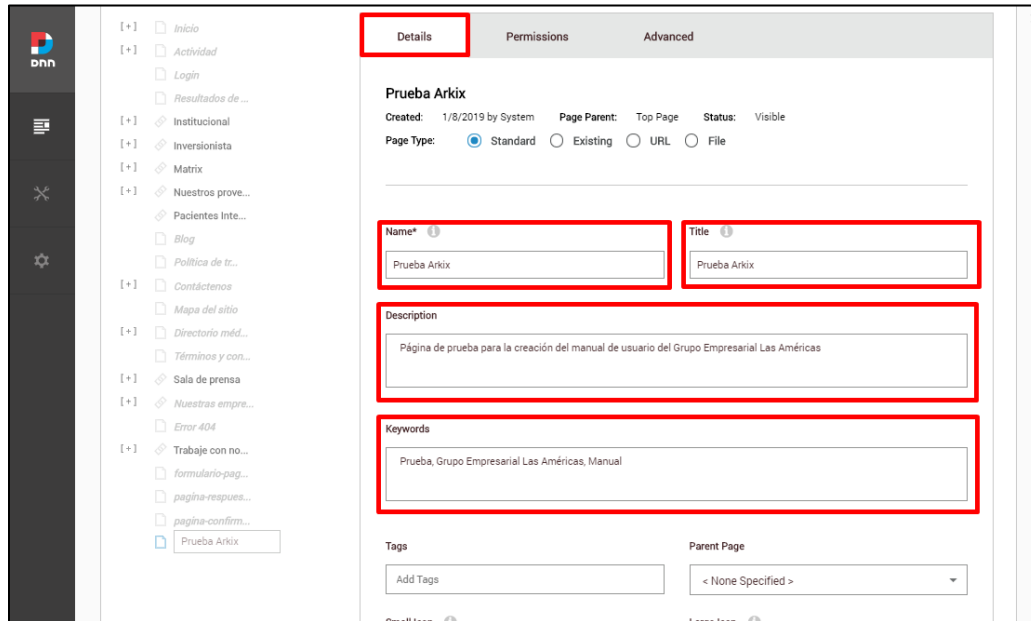 DNN
[+] Inicio
[+] Actividad
Login
Resultados de ...
[+] Institucional
[+] Inversionista
[+] Matrix
[+] Nuestros prove...
Pacientes Inte...
Blog
Política de tr...
[+] Contáctenos
Mapa del sitio
[+] Directorio méd...
Términos y con...
[+] Sala de prensa
[+] Nuestras empre...
Error 404
[+] Trabaje con no...
formulario-pag...
pagina-respues...
pagina-confirm...
Prueba Arkix
Details Permissions Advanced
Prueba Arkix
Created: 1/8/2019 by System Page Parent: Top Page Status: Visible
Page Type: Standard Existing URL File
Name* Title
Prueba Arkix Prueba Arkix
Description
Página de prueba para la creación del manual de usuario del Grupo Empresarial Las Américas
Keywords
Prueba, Grupo Empresarial Las Américas, Manual
Tags Parent Page
Add Tags < None Specified >